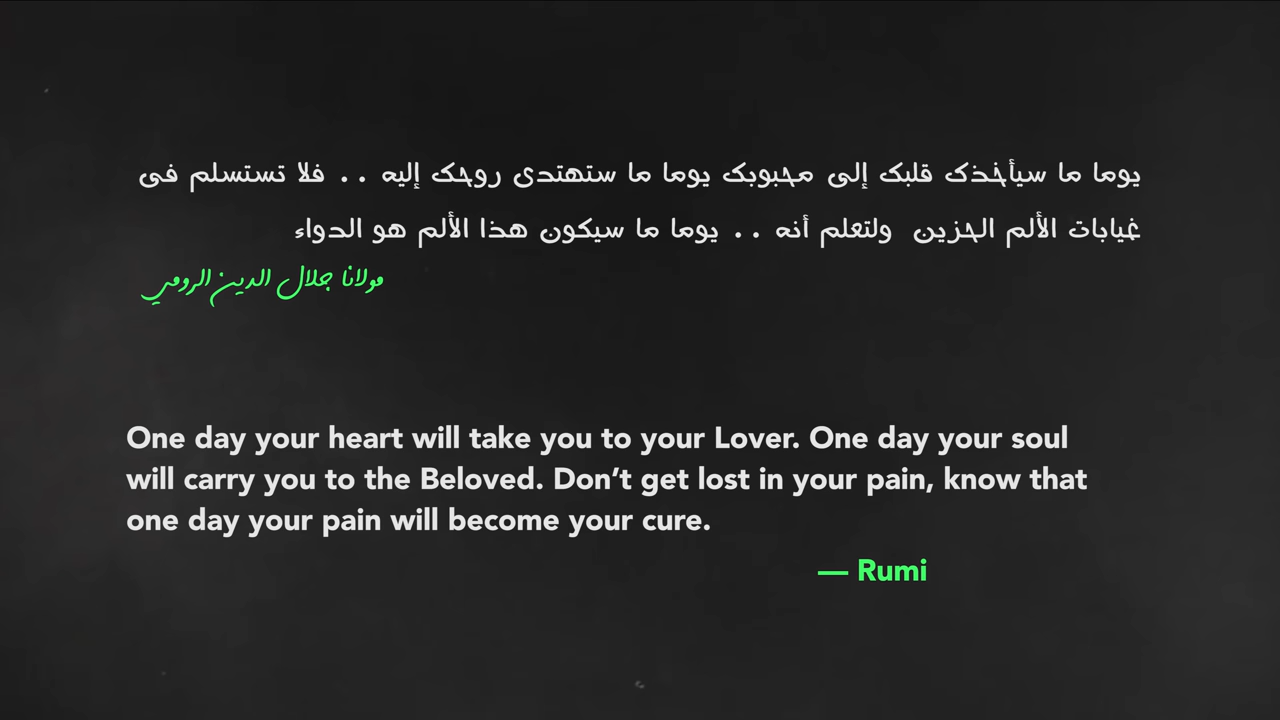 يوما ما سيأخذك قلبك إلى محبوبك يوما ما ستهتدى روحك إليه .. فلا تستسلم فى
غيابات الألم الحزين ولتعلم أنه .. يوما ما سيكون هذا الألم هو الدواء
مولانا جلال الدين الرومي
One day your heart will take you to your Lover. One day your soul
will carry you to the Beloved. Don’t get lost in your pain, know that
one day your pain will become your cure.
— Rumi